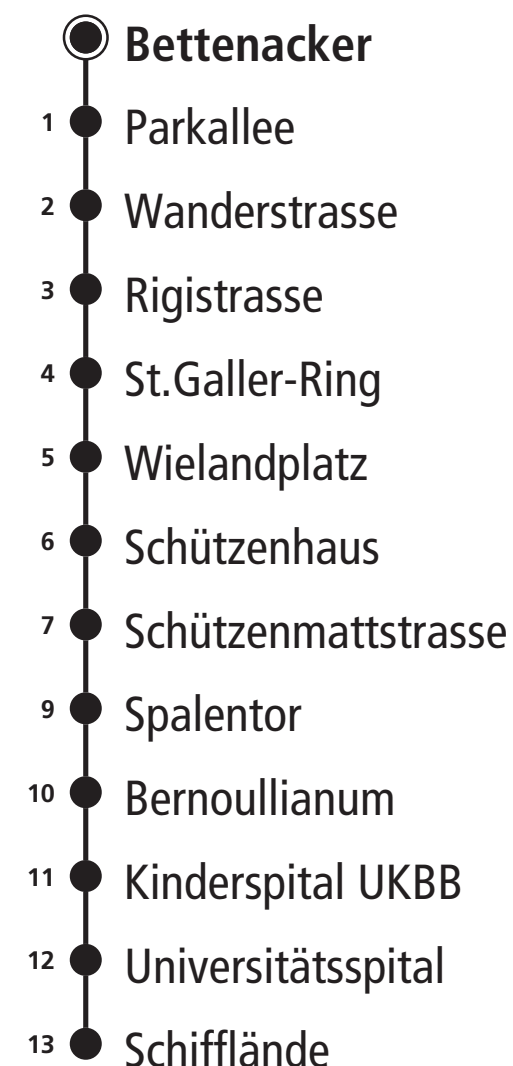 Bettenacker
1 Parkallee
2 Wanderstrasse
3 Rigistrasse
4 St.Galler-Ring
5 Wielandplatz
6 Schützenhaus
7 Schützenmattstrasse
9 Spalentor
10 Bernoullianum
11 Kinderspital UKBB
12 Universitätsspital
13 Schifflände